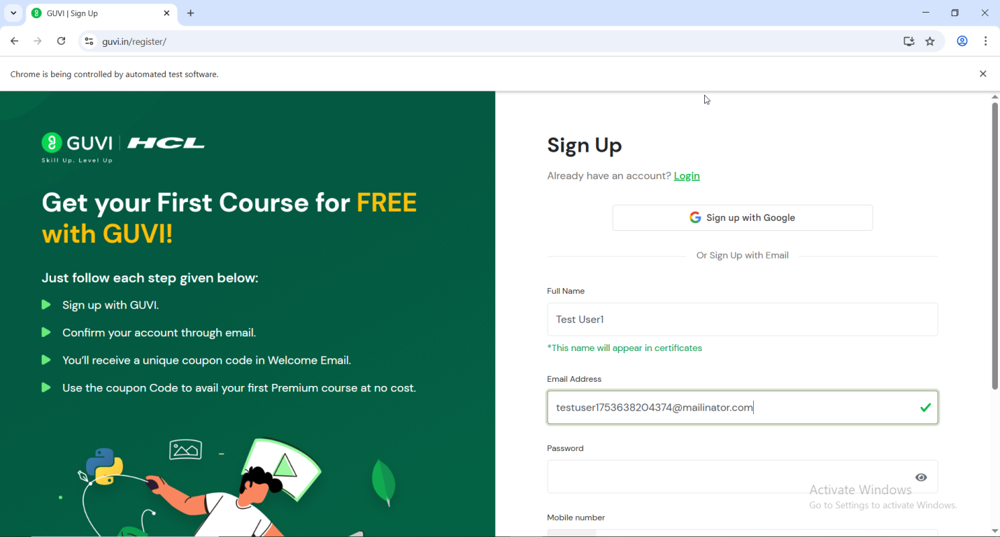 GUVI | Sign Up
guvi.in/register/
Chrome is being controlled by automated test software.
GUVI | HCL
Skill Up. Level Up
Get your First Course for FREE
with GUVI!
Just follow each step given below:
Sign up with GUVI.
Confirm your account through email.
You’ll receive a unique coupon code in Welcome Email.
Use the coupon Code to avail your first Premium course at no cost.
Sign Up
Already have an account? Login
Sign up with Google
Or Sign Up with Email
Full Name
Test User1
*This name will appear in certificates
Email Address
testuser1753638204374@mailinator.com
Password
Activate Windows
Go to Settings to activate Windows.
Mobile number